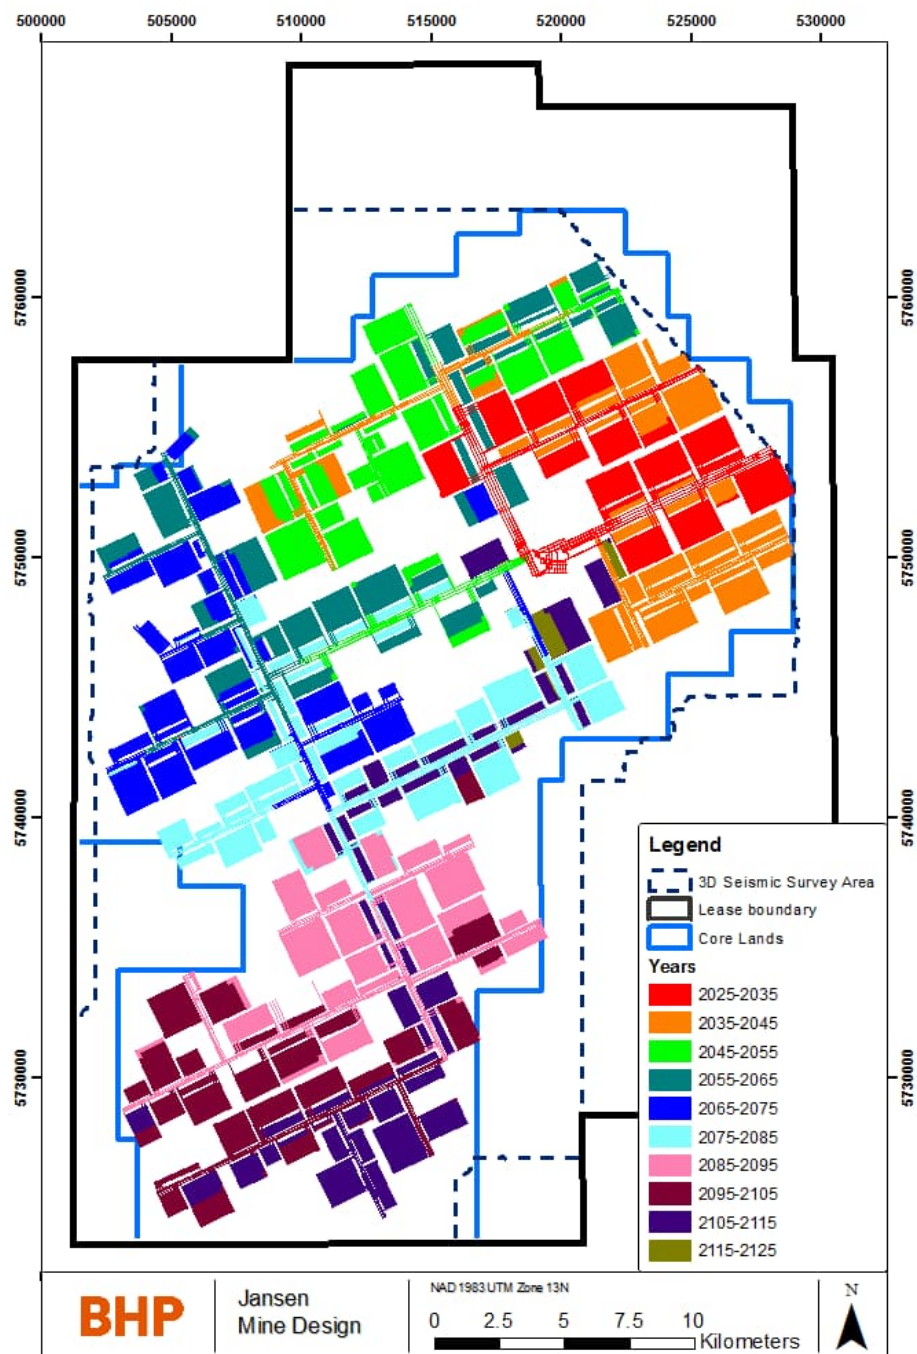 500000 505000 510000 515000 520000 525000 530000
5760000 5760000
5750000 5750000
5740000 5740000
5730000 5730000
Legend
3D Seismic Survey Area
Lease boundary
Core Lands
Years
2025-2035
2035-2045
2045-2055
2055-2065
2065-2075
2075-2085
2085-2095
2095-2105
2105-2115
2115-2125
BHP
Jansen
Mine Design
NAD 1983 UTM Zone 13N
0 2.5 5 7.5 10
Kilometers
N